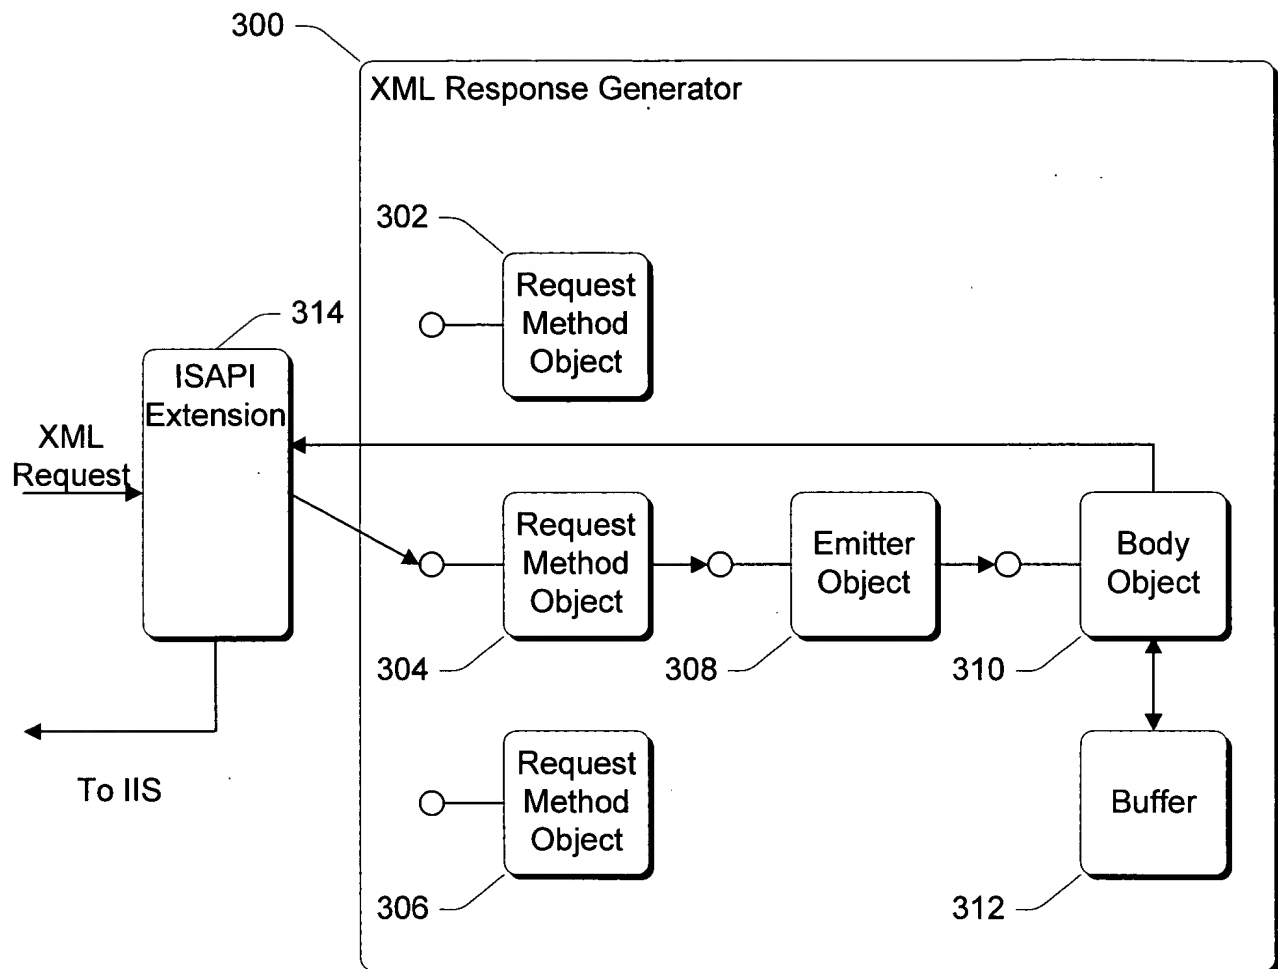 300
XML Response Generator
302
Request
Method
Object
314
ISAPI
Extension
XML
Request
Request
Method
Object
Emitter
Object
Body
Object
304
308
310
To IIS
Request
Method
Object
Buffer
306
312